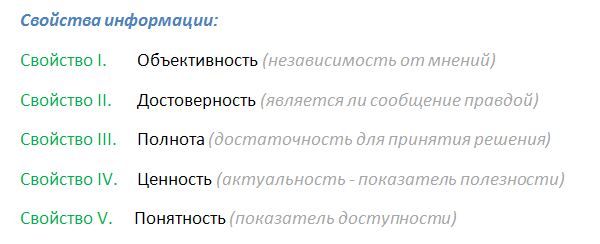 Свойства информации:
Свойство I. Объективность (независимость от мнений)
Свойство II. Достоверность (является ли сообщение правдой)
Свойство III. Полнота (достаточность для принятия решения)
Свойство IV. Ценность (актуальность - показатель полезности)
Свойство V. Понятность (показатель доступности)